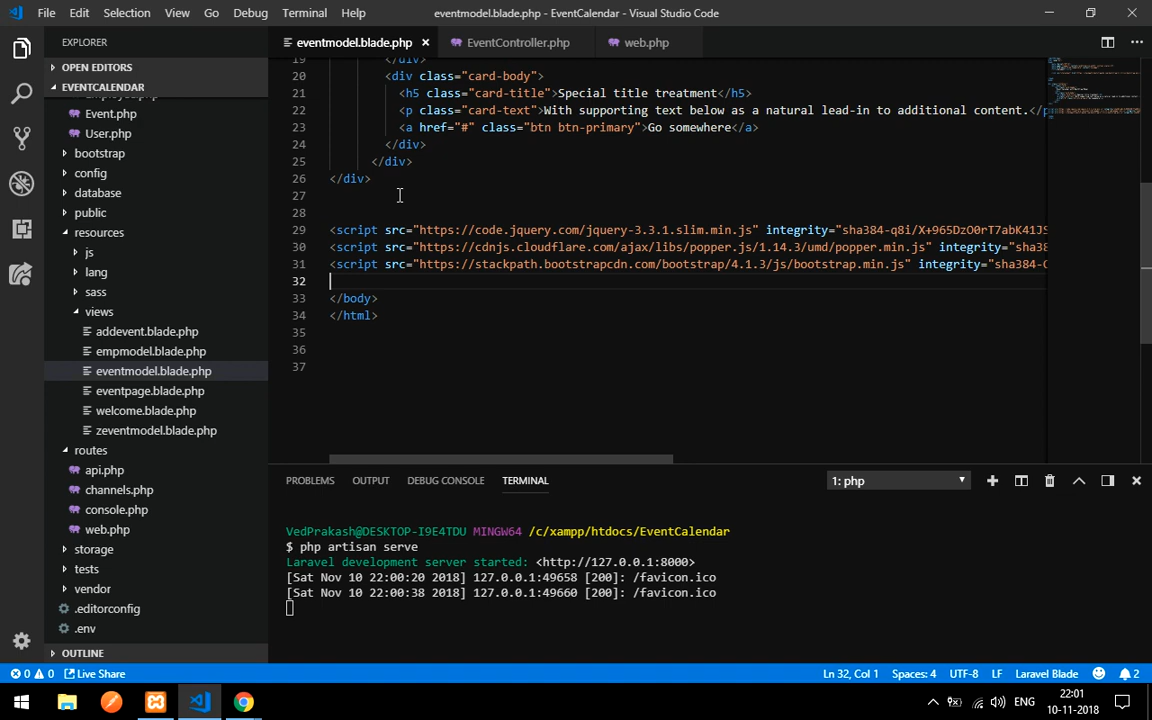 File Edit Selection View Go Debug Terminal Help eventmodel.blade.php - EventCalendar - Visual Studio Code
EXPLORER
eventmodel.blade.php EventController.php web.php
OPEN EDITORS
EVENTCALENDAR
Event.php
User.php
bootstrap
config
database
public
resources
js
lang
sass
views
addevent.blade.php
empmodel.blade.php
eventmodel.blade.php
eventpage.blade.php
welcome.blade.php
zeventmodel.blade.php
routes
api.php
channels.php
console.php
web.php
storage
tests
vendor
.editorconfig
.env
OUTLINE
19 </div>
20 <div class="card-body">
21 <h5 class="card-title">Special title treatment</h5>
22 <p class="card-text">With supporting text below as a natural lead-in to additional content.</p
23 <a href="#" class="btn btn-primary">Go somewhere</a>
24 </div>
25 </div>
26 </div>
27
28
29 <script src="https://code.jquery.com/jquery-3.3.1.slim.min.js" integrity="sha384-q8i/X+965DzO0rT7abK41JS
30 <script src="https://cdnjs.cloudflare.com/ajax/libs/popper.js/1.14.3/umd/popper.min.js" integrity="sha38
31 <script src="https://stackpath.bootstrapcdn.com/bootstrap/4.1.3/js/bootstrap.min.js" integrity="sha384-C
32
33 </body>
34 </html>
35
36
37
PROBLEMS OUTPUT DEBUG CONSOLE TERMINAL 1: php
VedPrakash@DESKTOP-I9E4TDU MINGW64 /c/xampp/htdocs/EventCalendar
$ php artisan serve
Laravel development server started: <http://127.0.0.1:8000>
[Sat Nov 10 22:00:20 2018] 127.0.0.1:49658 [200]: /favicon.ico
[Sat Nov 10 22:00:38 2018] 127.0.0.1:49660 [200]: /favicon.ico
0 0 Live Share Ln 32, Col 1 Spaces: 4 UTF-8 LF Laravel Blade 2
ENG
22:01
10-11-2018